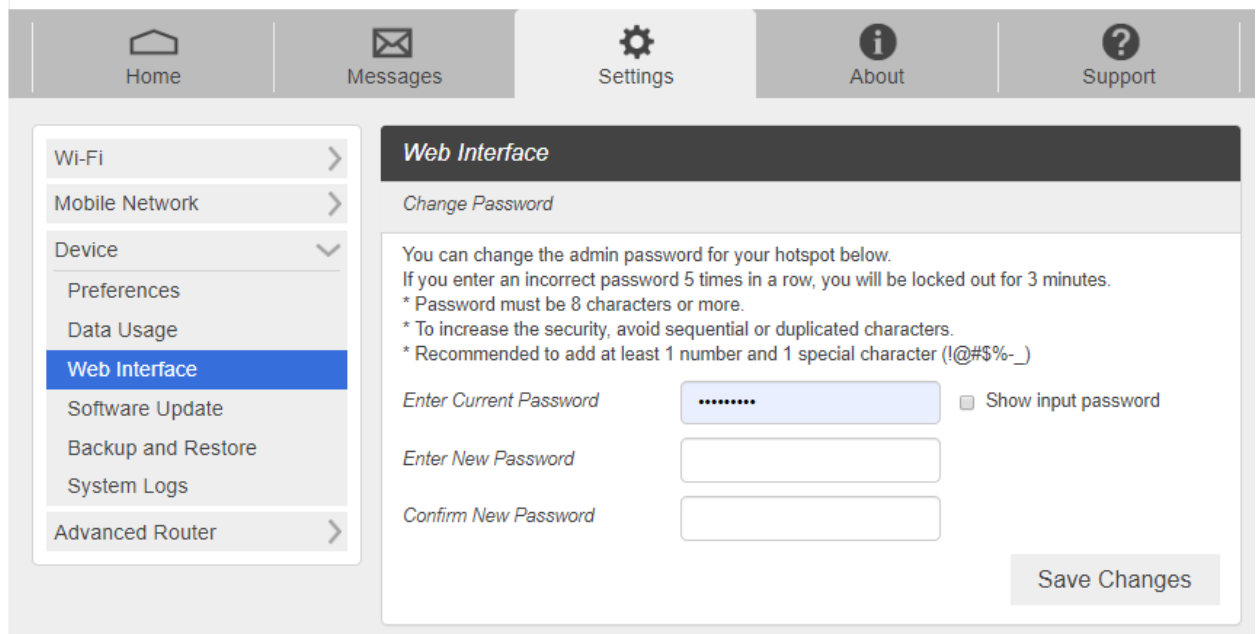 Home
Messages
Settings
About
Support
Wi-Fi
Mobile Network
Device
Preferences
Data Usage
Web Interface
Software Update
Backup and Restore
System Logs
Advanced Router
Web Interface
Change Password
You can change the admin password for your hotspot below.
If you enter an incorrect password 5 times in a row, you will be locked out for 3 minutes.
* Password must be 8 characters or more.
* To increase the security, avoid sequential or duplicated characters.
* Recommended to add at least 1 number and 1 special character (!@#$%-_)
Enter Current Password
•••••••••
Show input password
Enter New Password
Confirm New Password
Save Changes